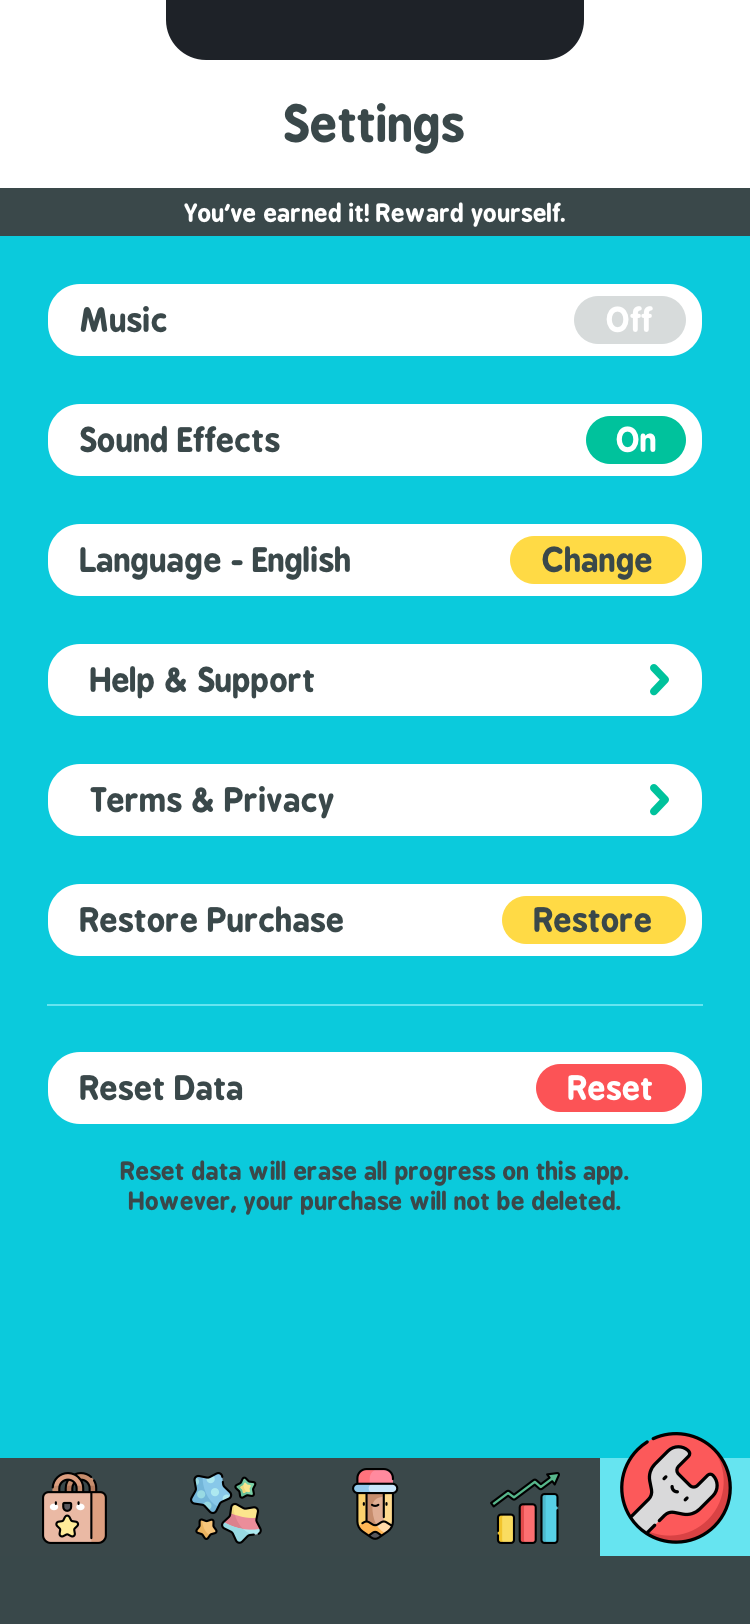 Settings
You've earned it! Reward yourself.
Music
Off
Sound Effects
On
Language - English
Change
Help & Support
Terms & Privacy
Restore Purchase
Restore
Reset Data
Reset
Reset data will erase all progress on this app.
However, your purchase will not be deleted.